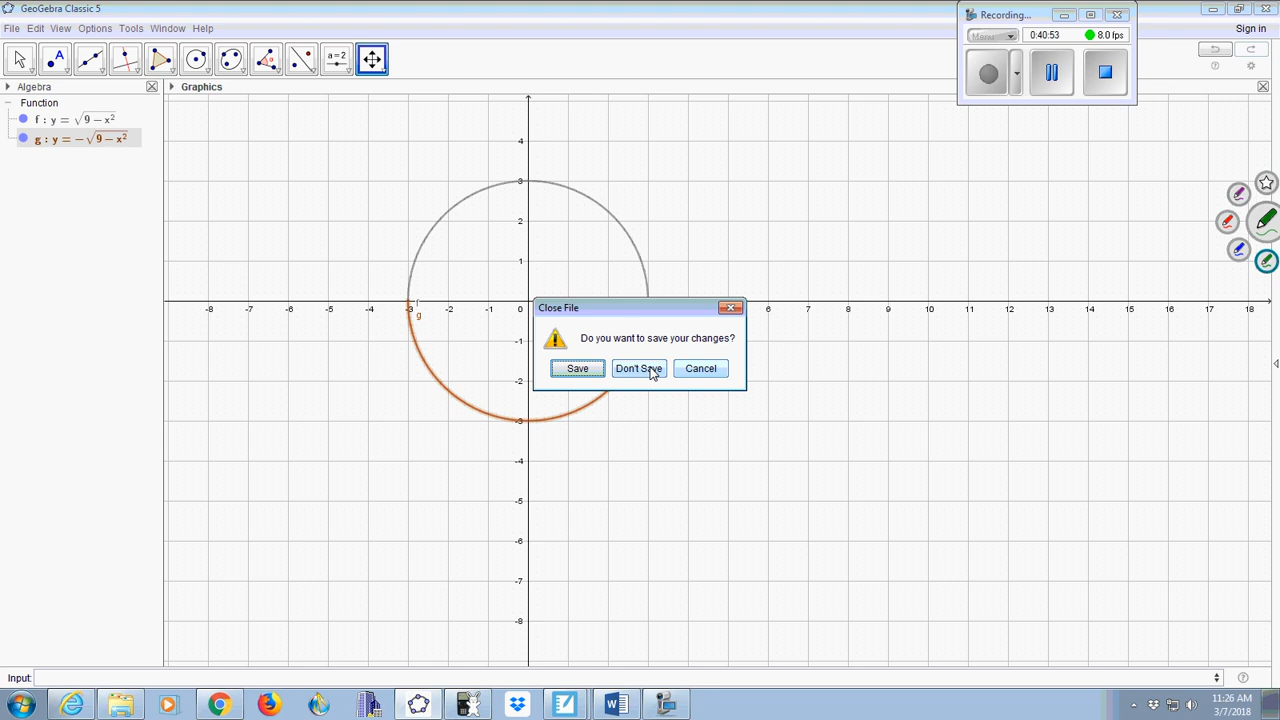 GeoGebra Classic 5
File Edit View Options Tools Window Help
Sign in
Recording...
Menu
0:40:53
8.0 fps
a=2
Algebra
Graphics
Function
f : y = √9 − x²
g : y = −√9 − x²
4
3
2
1
-8 -7 -6 -5 -4 -3 -2 -1 0 6 7 8 9 10 11 12 13 14 15 16 17 18
f
g
-1
-2
-3
-4
-5
-6
-7
-8
Close File
Do you want to save your changes?
Save Don't Save Cancel
Input:
11:26 AM
3/7/2018